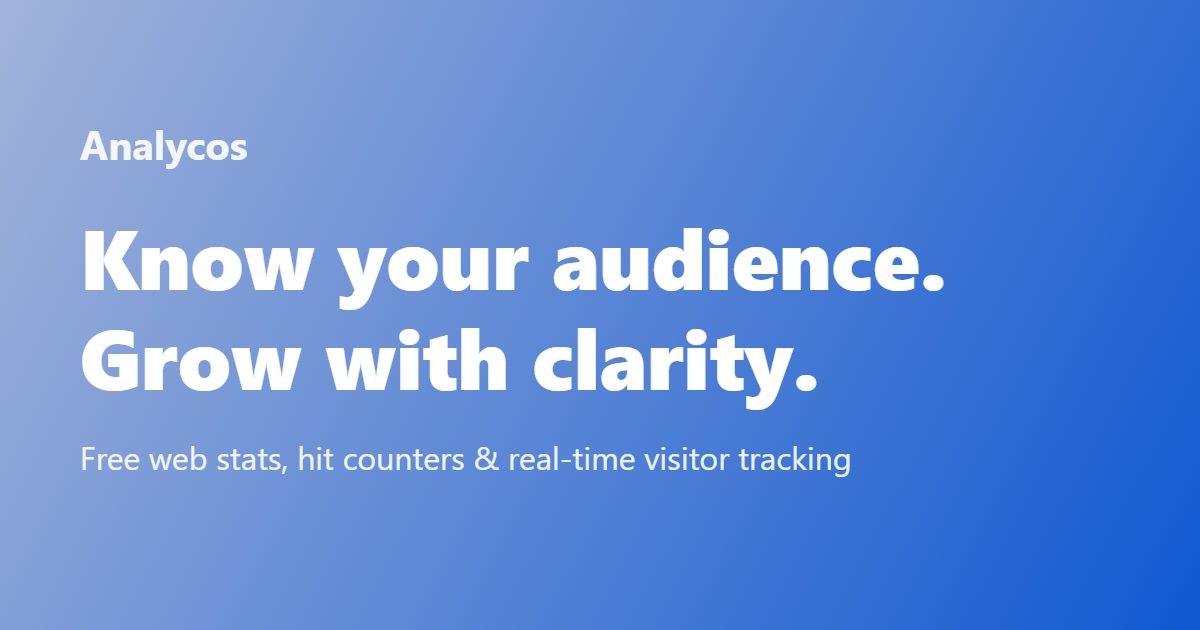 Analycos
Know your audience.
Grow with clarity.
Free web stats, hit counters & real-time visitor tracking